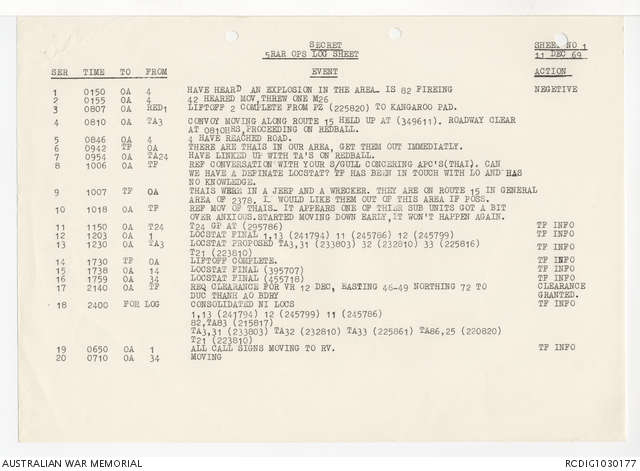 SECRET
5RAR OPS LOG SHEET
SHEE. NO 1
11 DEC 69
SER TIME TO FROM EVENT ACTION
1 0150 OA 4 HAVE HEARD AN EXPLOSION IN THE AREA. IS 82 FIREING NEGETIVE
2 0155 OA 4 42 HEARED MOV, THREW ONE M26
3 0807 OA RED1 LIFTOFF 2 COMPLETE FROM PZ (225820) TO KANGAROO PAD.
4 0810 OA TA3 CONVOY MOVING ALONG ROUTE 15 HELD UP AT (349611). ROADWAY CLEAR
AT 0810HRS, PROCEEDING ON REDBALL.
5 0846 OA 4 4 HAVE REACHED ROAD.
6 0942 TF OA THERE ARE THAIS IN OUR AREA, GET THEM OUT IMMEDIATLY.
7 0954 OA TA24 HAVE LINKED UP WITH TA'S ON REDBALL.
8 1006 OA TF REF CONVERSATION WITH YOUR S/GULL CONCERING APC'S(THAI). CAN
WE HAVE A DEFINATE LOCSTAT? TF HAS BEEN IN TOUCH WITH LO AND HAS
NO KNOWLEDGE.
9 1007 TF OA THAIS WERE IN A JEEP AND A WRECKER. THEY ARE ON ROUTE 15 IN GENERAL
AREA OF 2378. I WOULD LIKE THEM OUT OF THIS AREA IF POSS.
10 1018 OA TF REF MOV OF THAIS. IT APPEARS ONE OF THIER SUB UNITS GOT A BIT
OVER ANXIOUS.STARTED MOVING DOWN EARLY,IT WON'T HAPPEN AGAIN.
11 1150 OA T24 T24 GP AT (295786) TF INFO
12 1203 OA 1 LOCSTAT FINAL 1,13 (241794) 11 (245786) 12 (245799) TF INFO
13 1230 OA TA3 LOCSTAT PROPOSED TA3,31 (233803) 32 (232810) 33 (225816) TF INFO
T21 (223810)
14 1730 TF OA LIFTOFF COMPLETE. TF INFO
15 1738 OA 14 LOCSTAT FINAL (395707) TF INFO
16 1759 OA 34 LOCSTAT FINAL (455718) TF INFO
17 2140 OA TF REQ CLEARANCE FOR VR 12 DEC, EASTING 46-49 NORTHING 72 TO CLEARANCE
DUC THANH AO BDRY GRANTED.
18 2400 FOR LOG CONSOLIDATED NI LOCS TF INFO
1,13 (241794) 12 (245799) 11 (245786)
82,TA83 (215817)
TA3,31 (233803) TA32 (232810) TA33 (225861) TA86,25 (220820)
T21 (223810)
19 0650 OA 1 ALL CALL SIGNS MOVING TO RV. TF INFO
20 0710 OA 34 MOVING
AUSTRALIAN WAR MEMORIAL RCDIG1030177